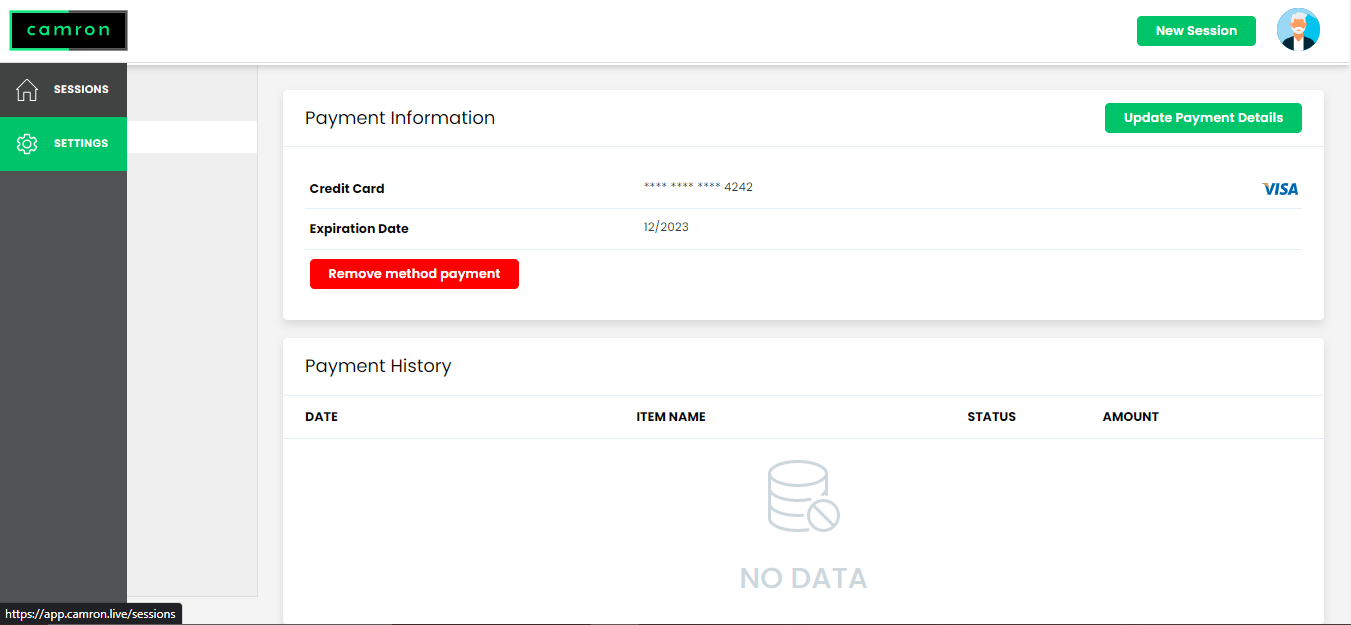 camron
New Session
SESSIONS
SETTINGS
Payment Information
Update Payment Details
Credit Card
**** **** **** 4242
VISA
Expiration Date
12/2023
Remove method payment
Payment History
DATE
ITEM NAME
STATUS
AMOUNT
NO DATA
https://app.camron.live/sessions